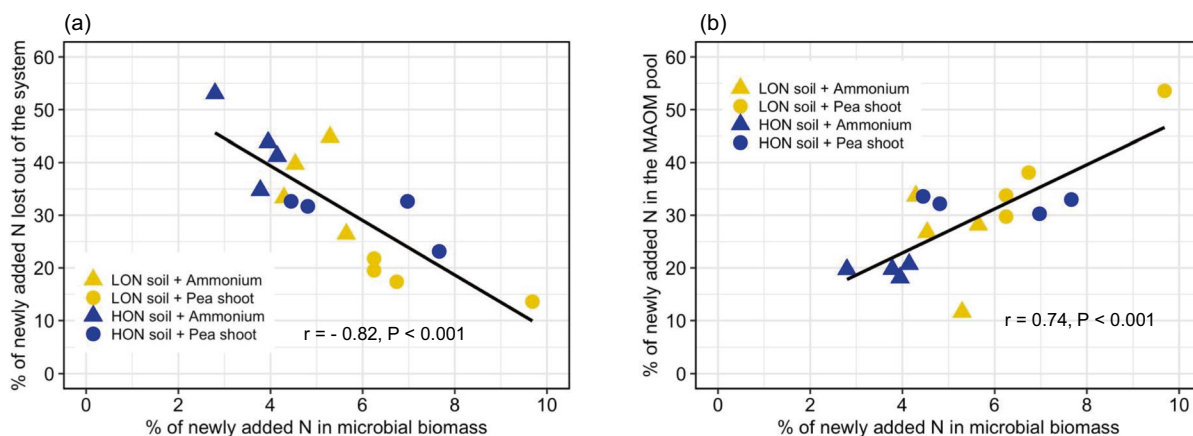 (a)
% of newly added N lost out of the system
60
50
40
30
20
10
0
LON soil + Ammonium
LON soil + Pea shoot
HON soil + Ammonium
HON soil + Pea shoot
r = - 0.82, P < 0.001
0 2 4 6 8 10
% of newly added N in microbial biomass
(b)
% of newly added N in the MAOM pool
60
50
40
30
20
10
0
LON soil + Ammonium
LON soil + Pea shoot
HON soil + Ammonium
HON soil + Pea shoot
r = 0.74, P < 0.001
0 2 4 6 8 10
% of newly added N in microbial biomass